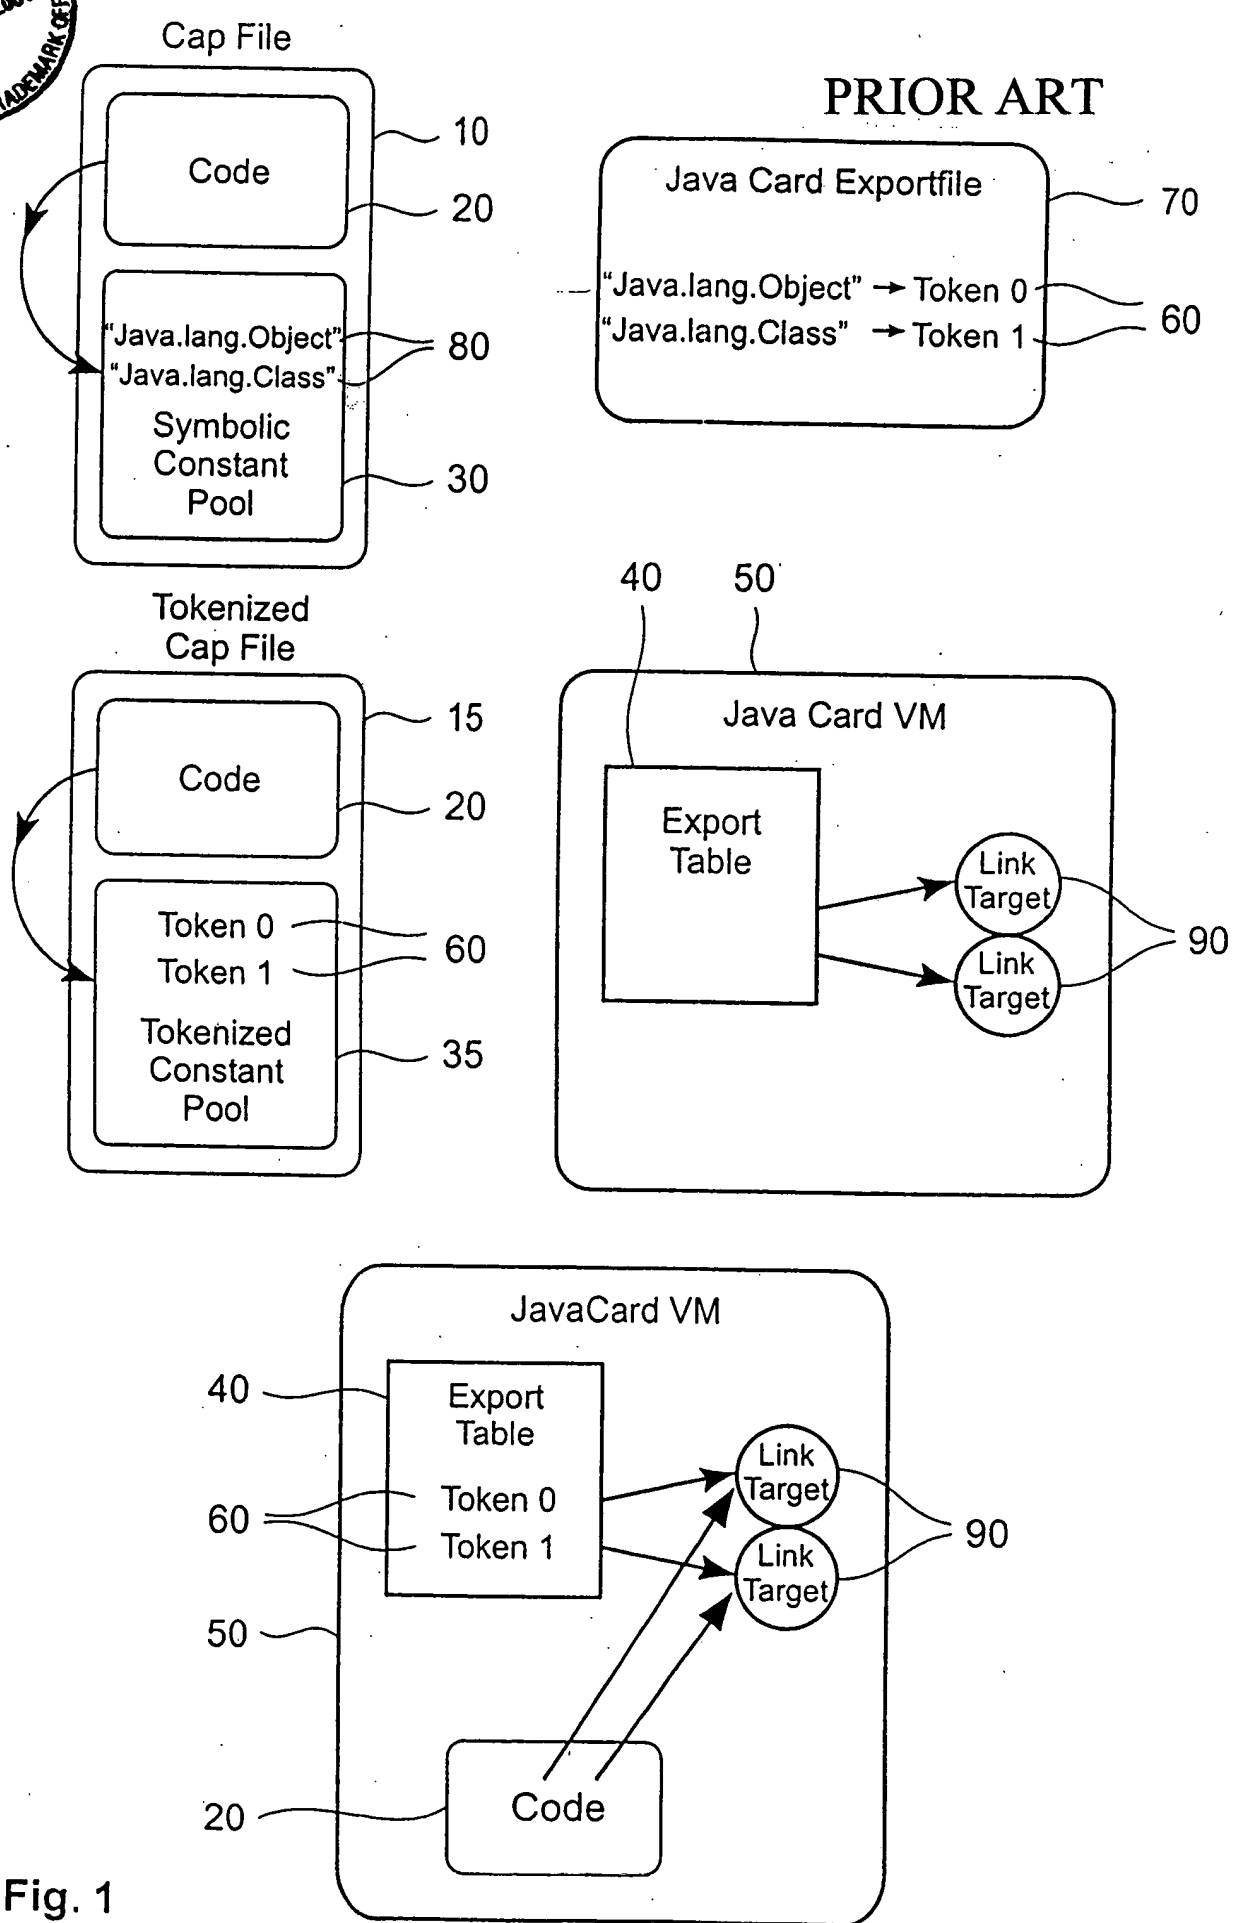 TRADEMARK OFF
Cap File
PRIOR ART
Code
10
20
"Java.lang.Object"
"Java.lang.Class"
80
Symbolic
Constant
Pool
30
Java Card Exportfile
70
"Java.lang.Object" → Token 0
"Java.lang.Class" → Token 1
60
Tokenized
Cap File
15
Code
20
Token 0
Token 1
60
Tokenized
Constant
Pool
35
40
50
Java Card VM
Export
Table
Link
Target
Link
Target
90
JavaCard VM
40
Export
Table
60
Token 0
Token 1
Link
Target
Link
Target
90
50
20
Code
Fig. 1